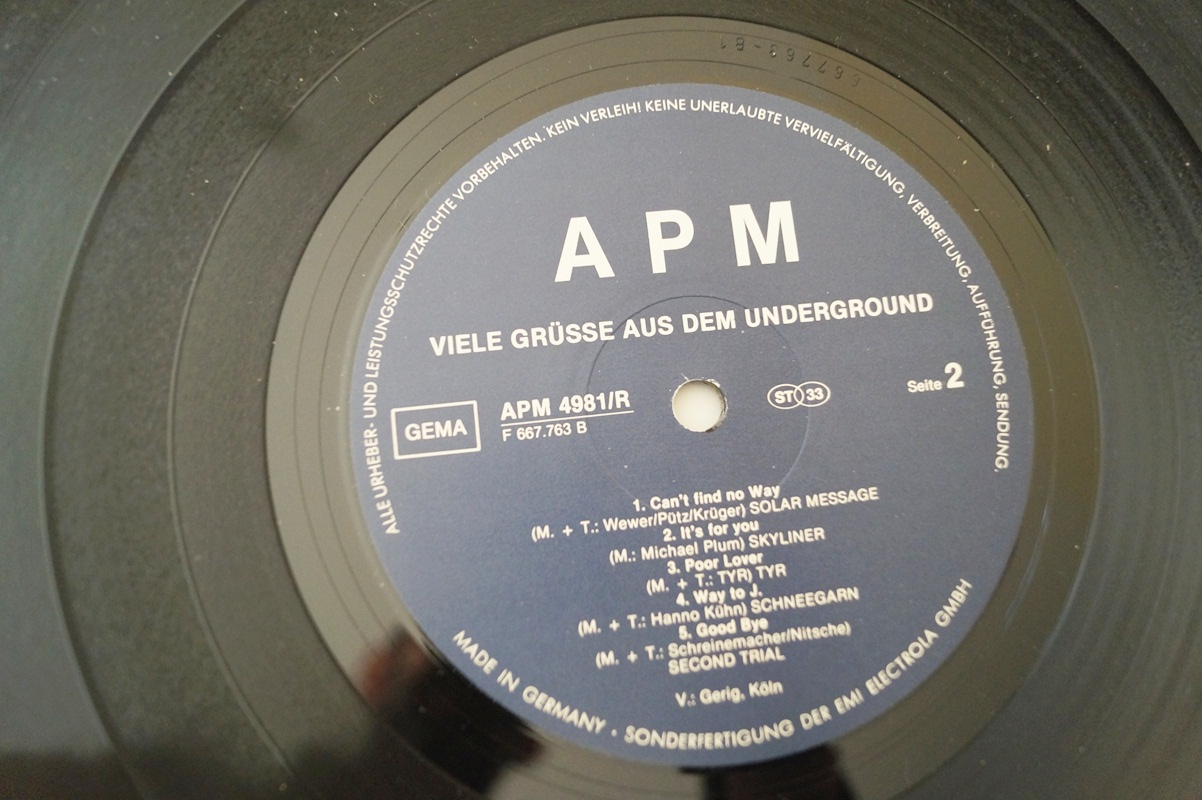 667763-B1
ALLE URHEBER- UND LEISTUNGSSCHUTZRECHTE VORBEHALTEN. KEIN VERLEIH! KEINE UNERLAUBTE VERVIELFÄLTIGUNG, VERBREITUNG, AUFFÜHRUNG, SENDUNG.
APM
VIELE GRÜSSE AUS DEM UNDERGROUND
GEMA
APM 4981/R
F 667.763 B
ST 33
Seite 2
1. Can't find no Way
(M. + T.: Wewer/Pütz/Krüger) SOLAR MESSAGE
2. It's for you
(M.: Michael Plum) SKYLINER
3. Poor Lover
(M. + T.: TYR) TYR
4. Way to J.
(M. + T.: Hanno Kühn) SCHNEEGARN
5. Good Bye
(M. + T.: Schreinemacher/Nitsche)
SECOND TRIAL
V.: Gerig, Köln
MADE IN GERMANY · SONDERFERTIGUNG DER EMI ELECTROLA GMBH